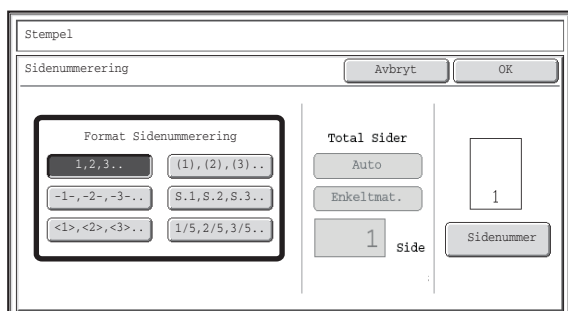 Stempel
Sidenummerering
Avbryt
OK
Format Sidenummerering
1,2,3..
(1),(2),(3)..
-1-,-2-,-3-..
S.1,S.2,S.3..
<1>,<2>,<3>..
1/5,2/5,3/5..
Total Sider
Auto
Enkeltmat.
1 Side
1
Sidenummer